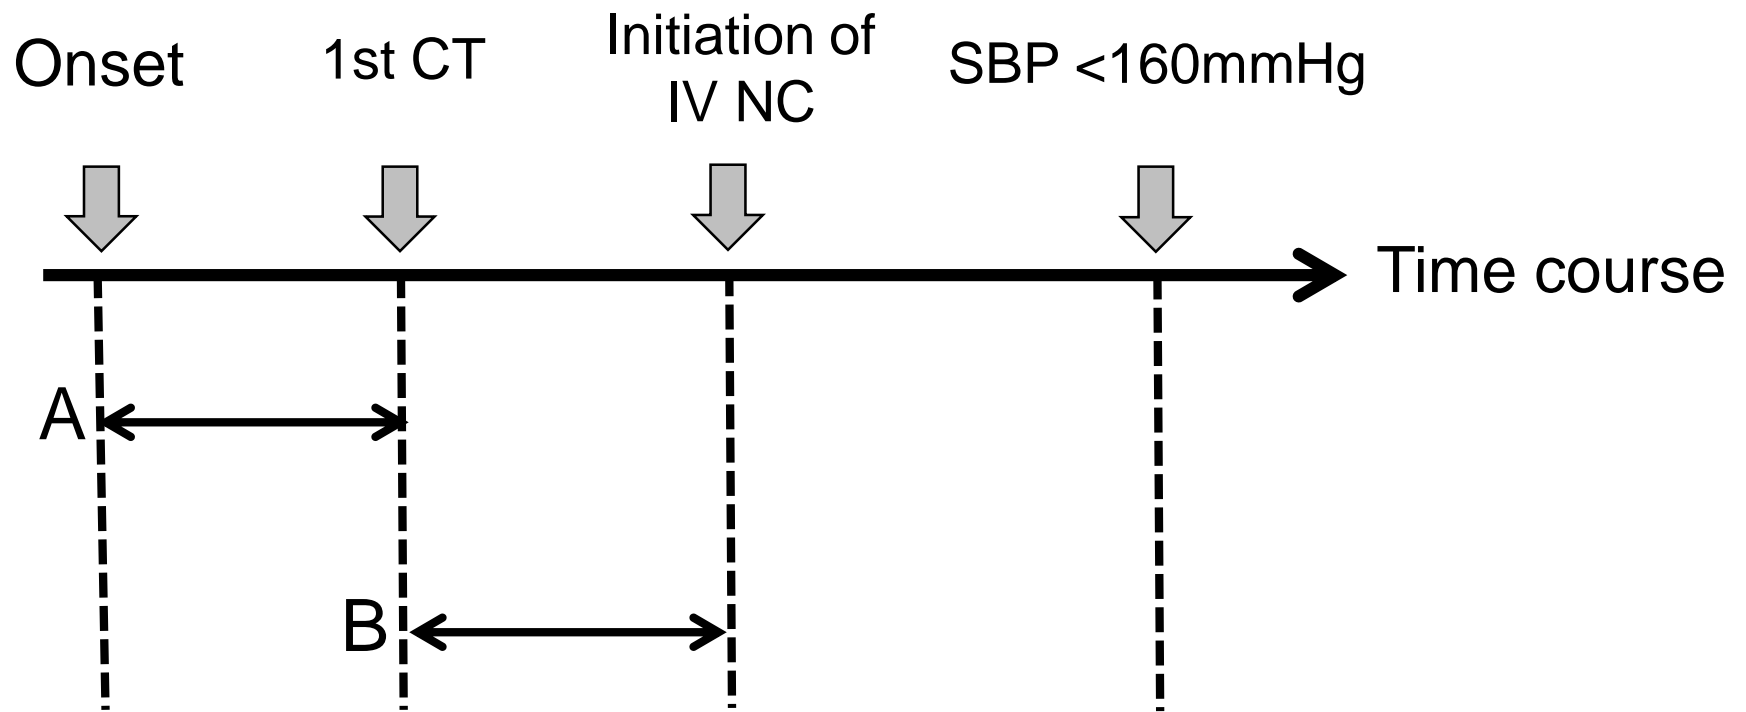 Onset
1st CT
Initiation of
IV NC
SBP <160mmHg
Time course
A
B